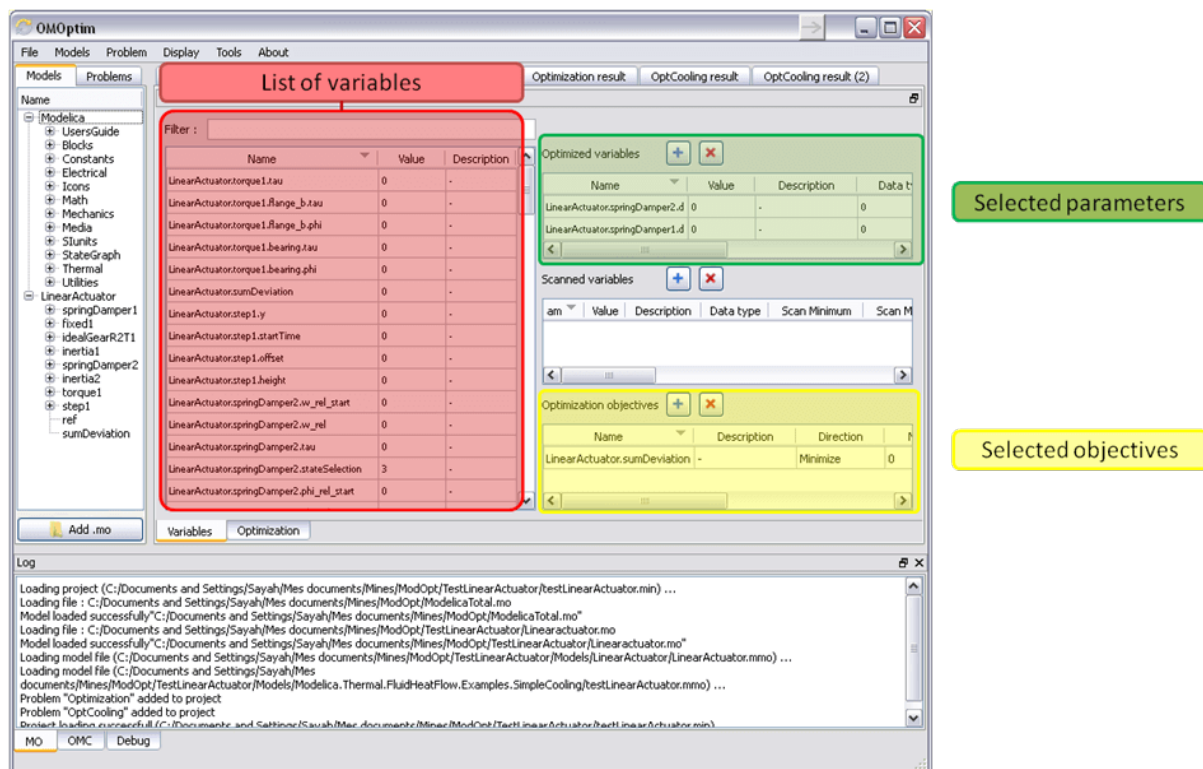 OMOptim
File Models Problem Display Tools About
Models Problems
List of variables
Optimization result OptCooling result OptCooling result (2)
Name
Modelica
UsersGuide
Blocks
Constants
Electrical
Icons
Math
Mechanics
Media
SIunits
StateGraph
Thermal
Utilities
LinearActuator
springDamper1
fixed1
idealGearR2T1
inertia1
springDamper2
inertia2
torque1
step1
ref
sumDeviation
Add .mo
Filter :
Name Value Description
LinearActuator.torque1.tau 0 -
LinearActuator.torque1.flange_b.tau 0 -
LinearActuator.torque1.flange_b.phi 0 -
LinearActuator.torque1.bearing.tau 0 -
LinearActuator.torque1.bearing.phi 0 -
LinearActuator.sumDeviation 0 -
LinearActuator.step1.y 0 -
LinearActuator.step1.startTime 0 -
LinearActuator.step1.offset 0 -
LinearActuator.step1.height 0 -
LinearActuator.springDamper2.w_rel_start 0 -
LinearActuator.springDamper2.w_rel 0 -
LinearActuator.springDamper2.tau 0 -
LinearActuator.springDamper2.stateSelection 3 -
LinearActuator.springDamper2.phi_rel_start 0 -
Variables Optimization
Optimized variables
Name Value Description Data t
LinearActuator.springDamper2.d 0 - 0
LinearActuator.springDamper1.d 0 - 0
Selected parameters
Scanned variables
am Value Description Data type Scan Minimum Scan M
Optimization objectives
Name Description Direction
LinearActuator.sumDeviation - Minimize 0
Selected objectives
Log
Loading project (C:/Documents and Settings/Sayah/Mes documents/Mines/ModOpt/TestLinearActuator/testLinearActuator.min) ...
Loading file : C:/Documents and Settings/Sayah/Mes documents/Mines/ModOpt/ModelicaTotal.mo
Model loaded successfully"C:/Documents and Settings/Sayah/Mes documents/Mines/ModOpt/ModelicaTotal.mo"
Loading file : C:/Documents and Settings/Sayah/Mes documents/Mines/ModOpt/TestLinearActuator/Linearactuator.mo
Model loaded successfully"C:/Documents and Settings/Sayah/Mes documents/Mines/ModOpt/TestLinearActuator/Linearactuator.mo"
Loading model file (C:/Documents and Settings/Sayah/Mes documents/Mines/ModOpt/TestLinearActuator/Models/LinearActuator/LinearActuator.mmo) ...
Loading model file (C:/Documents and Settings/Sayah/Mes
documents/Mines/ModOpt/TestLinearActuator/Models/Modelica.Thermal.FluidHeatFlow.Examples.SimpleCooling/testLinearActuator.mmo) ...
Problem "Optimization" added to project
Problem "OptCooling" added to project
Project loading successfull (C:/Documents and Settings/Sayah/Mes documents/Mines/ModOpt/TestLinearActuator/testLinearActuator.min)
MO OMC Debug